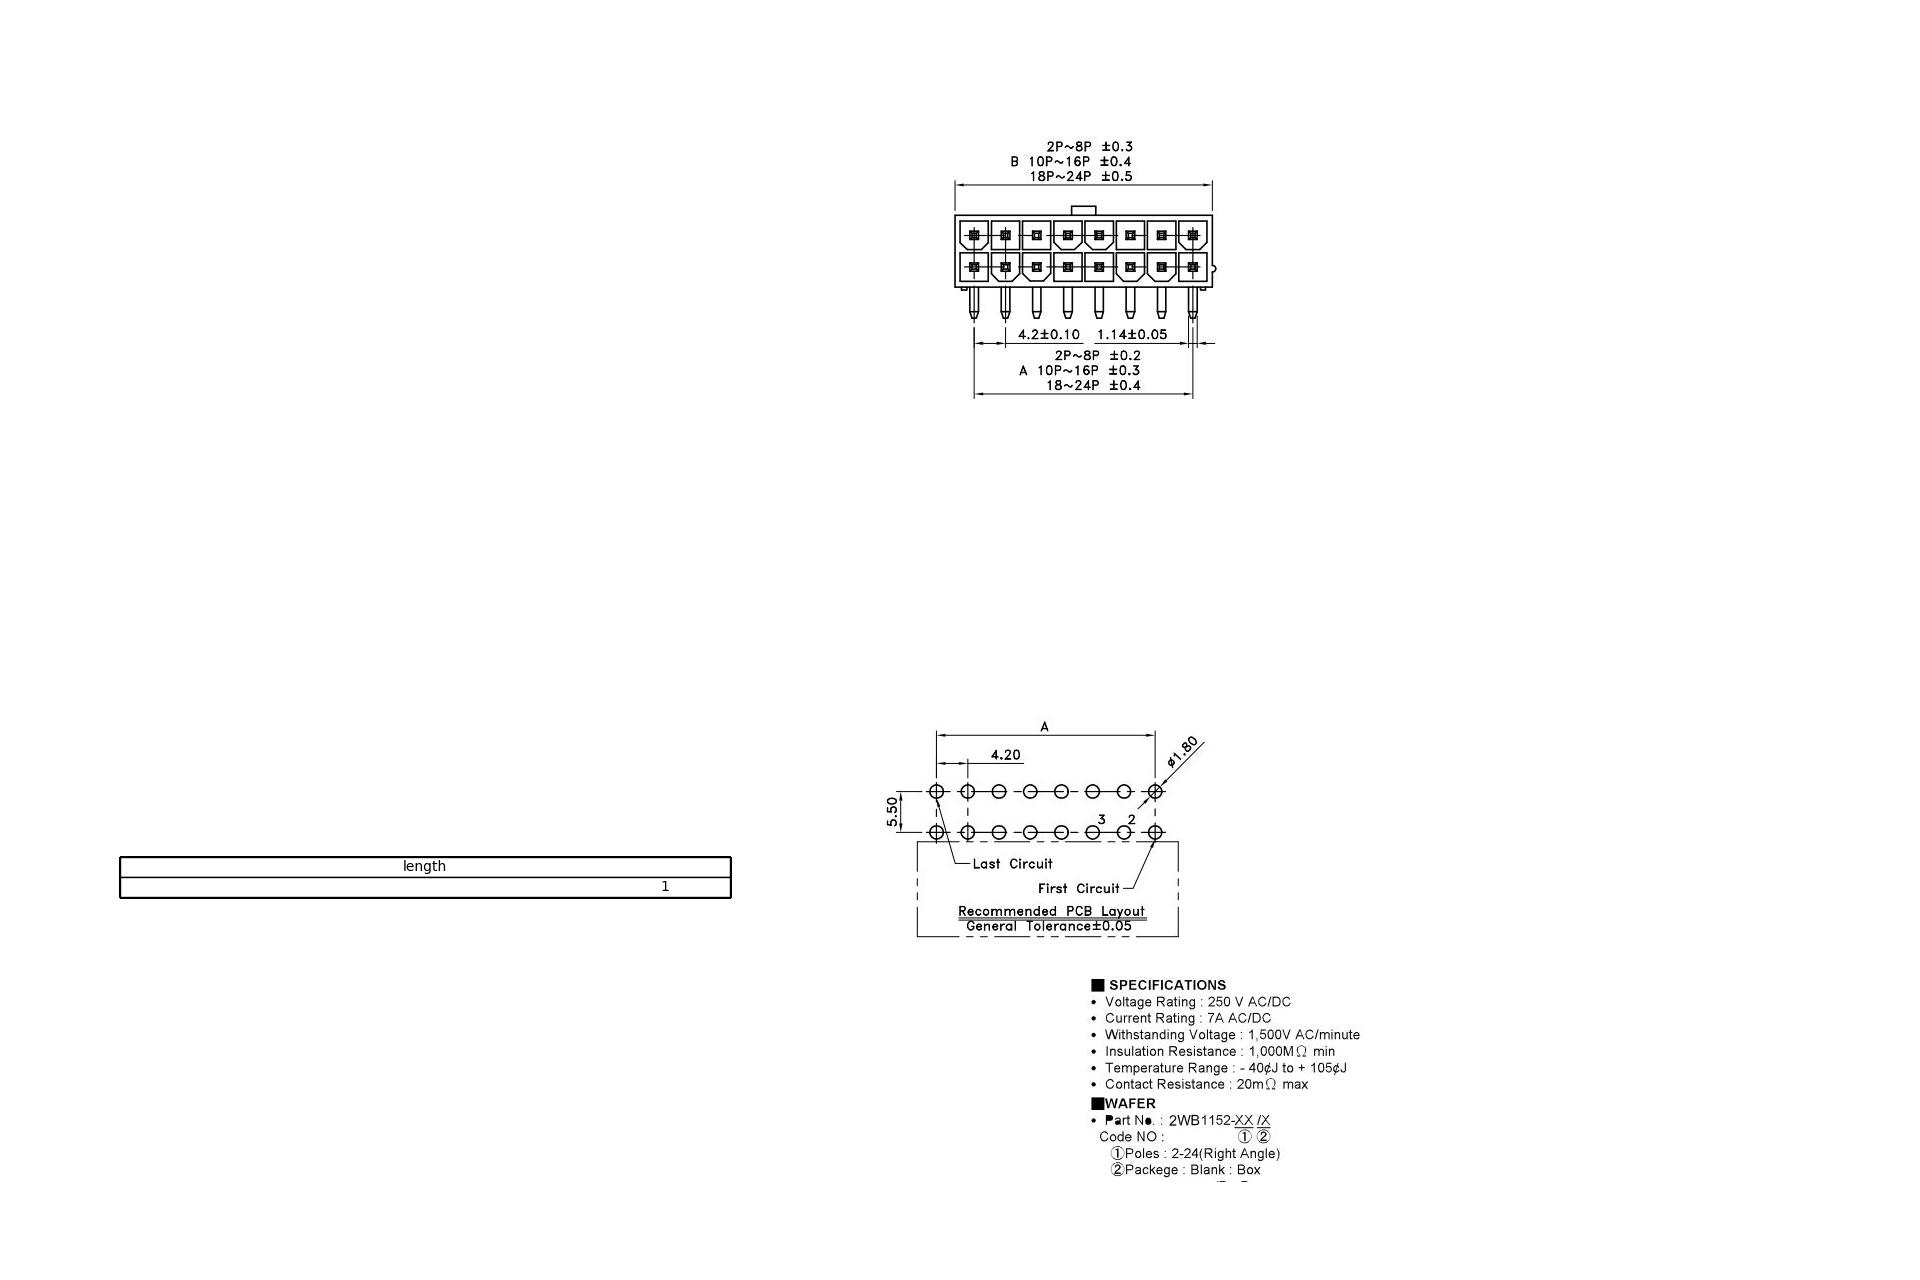 2P~8P ±0.3
B 10P~16P ±0.4
18P~24P ±0.5
4.2±0.10 1.14±0.05
2P~8P ±0.2
A 10P~16P ±0.3
18~24P ±0.4
A
4.20
ø1.80
5.50
3 2
Last Circuit
First Circuit
Recommended PCB Layout
General Tolerance±0.05
length
1
■ SPECIFICATIONS
• Voltage Rating : 250 V AC/DC
• Current Rating : 7A AC/DC
• Withstanding Voltage : 1,500V AC/minute
• Insulation Resistance : 1,000MΩ min
• Temperature Range : - 40¢J to + 105¢J
• Contact Resistance : 20mΩ max
■WAFER
• Part No. : 2WB1152-XX /X
Code NO : ① ②
①Poles : 2-24(Right Angle)
②Packege : Blank : Box